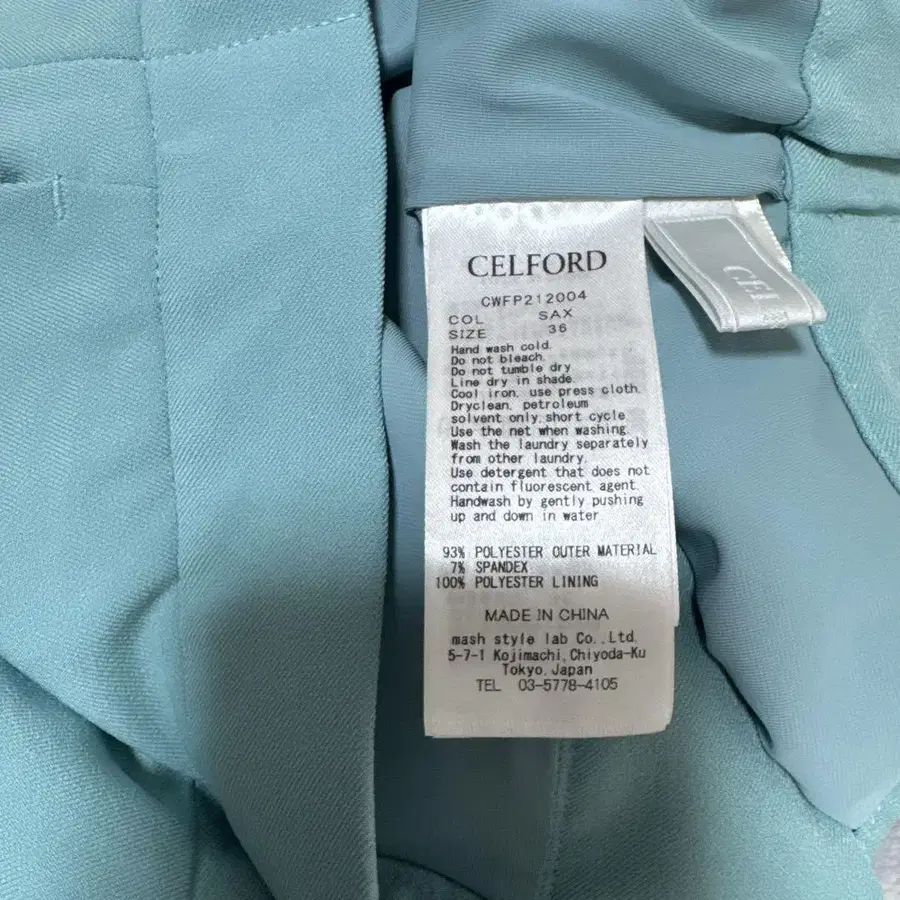 CELFORD
CWFP212004
COL SAX
SIZE 36
Hand wash cold.
Do not bleach.
Do not tumble dry
Line dry in shade.
Cool iron. use press cloth.
Dryclean, petroleum
solvent only, short cycle
Use the net when washing.
Wash the laundry separately
from other laundry.
Use detergent that does not
contain fluorescent agent.
Handwash by gently pushing
up and down in water
93% POLYESTER OUTER MATERIAL
7% SPANDEX
100% POLYESTER LINING
MADE IN CHINA
mash style lab Co.,Ltd.
5-7-1 Kojimachi,Chiyoda-Ku
Tokyo,Japan
TEL 03-5778-4105
CEL